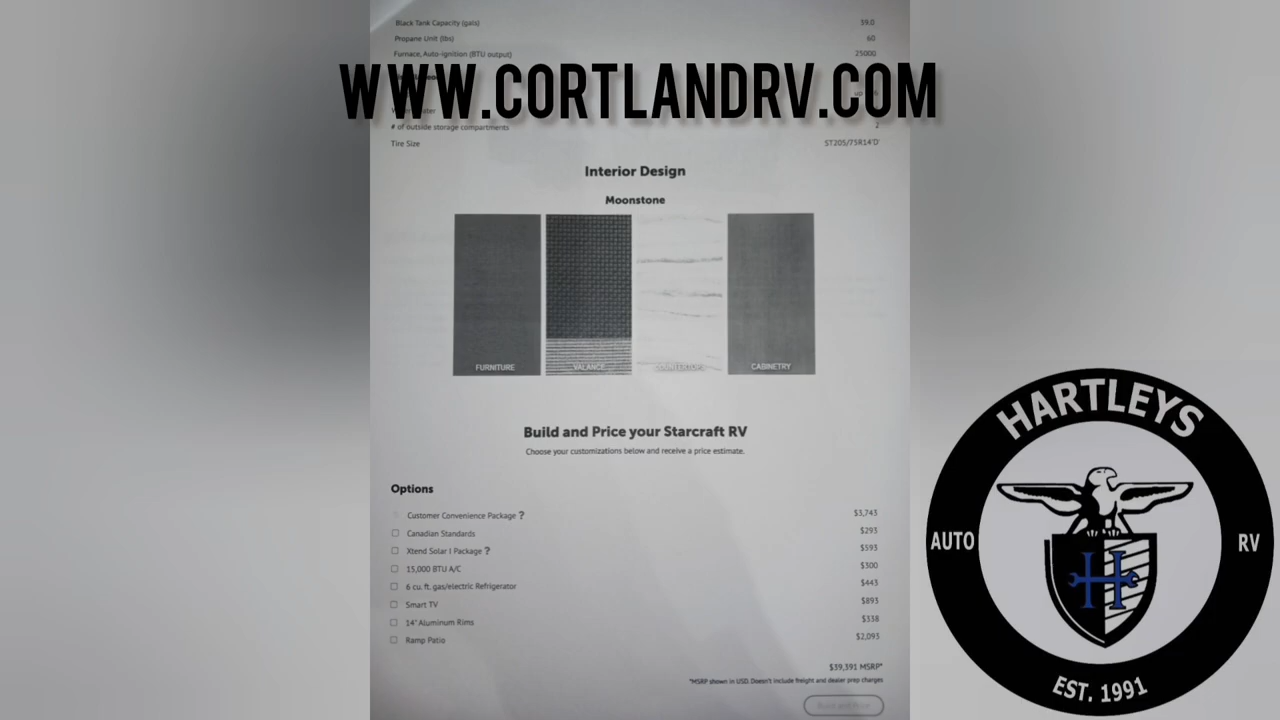 Black Tank Capacity (gals) 39.0
Propane Unit (lbs) 60
Furnace, Auto-ignition (BTU output) 25000
WWW.CORTLANDRV.COM
# of outside storage compartments 2
Tire Size ST205/75R14'D'
Interior Design
Moonstone
FURNITURE VALANCE COUNTERTOPS CABINETRY
Build and Price your Starcraft RV
Choose your customizations below and receive a price estimate.
Options
Customer Convenience Package ? $3,743
Canadian Standards $293
Xtend Solar I Package ? $593
15,000 BTU A/C $300
6 cu. ft. gas/electric Refrigerator $443
Smart TV $893
14" Aluminum Rims $338
Ramp Patio $2,093
$39,391 MSRP*
*MSRP shown in USD. Doesn't include freight and dealer prep charges
Build and Price
HARTLEYS
AUTO RV
EST. 1991